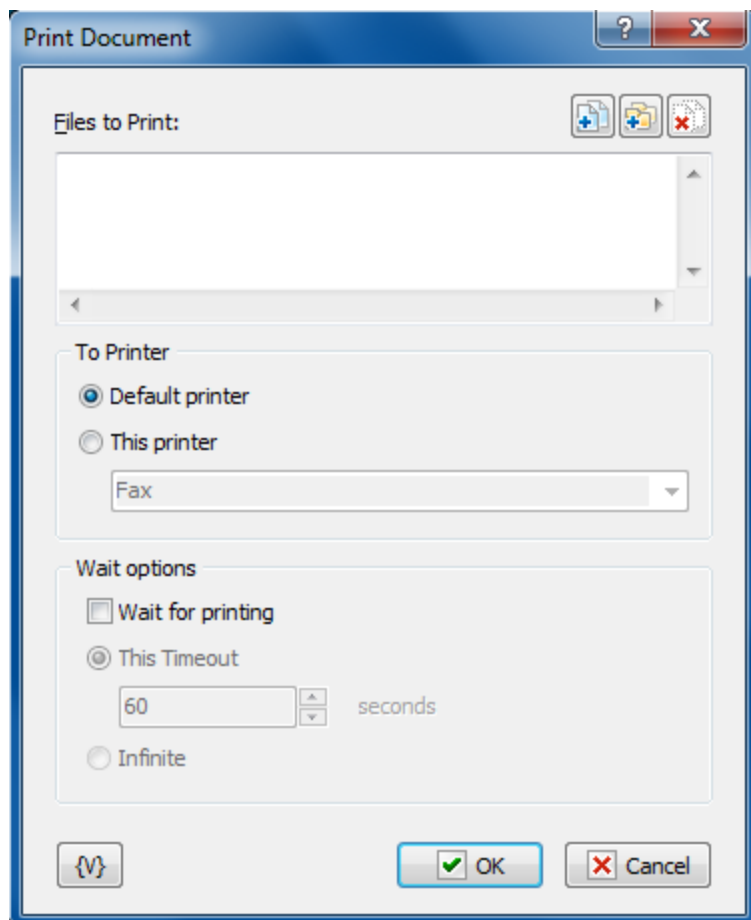 Print Document
?
Files to Print:
To Printer
Default printer
This printer
Fax
Wait options
Wait for printing
This Timeout
60 seconds
Infinite
{V} OK Cancel